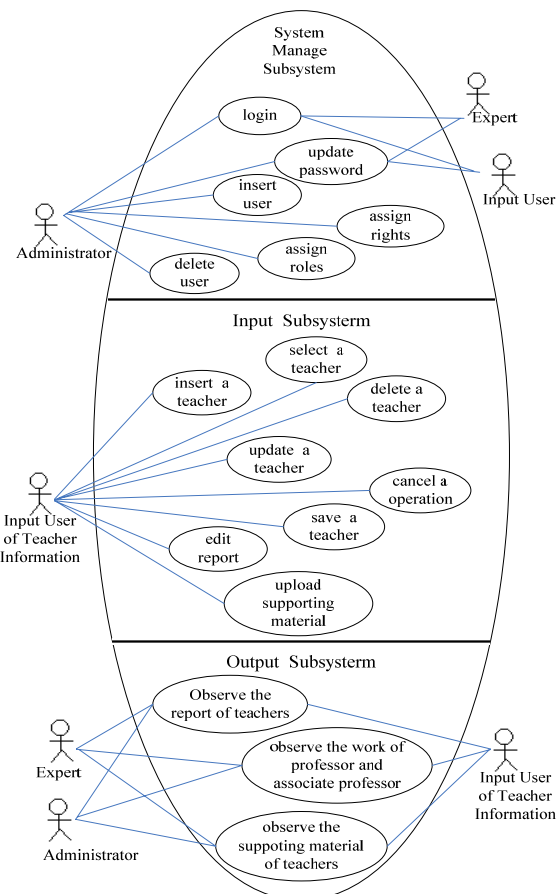 System
Manage
Subsystem
login
Expert
update
password
Input User
insert
user
assign
rights
Administrator
assign
roles
delete
user
Input Subsysterm
select a
teacher
insert a
teacher
delete a
teacher
update a
teacher
cancel a
operation
Input User
of Teacher
Information
save a
teacher
edit
report
upload
supporting
material
Output Subsysterm
Observe the
report of teachers
Expert
observe the work of
professor and
associate professor
Input User
of Teacher
Information
Administrator
observe the
suppoting material
of teachers